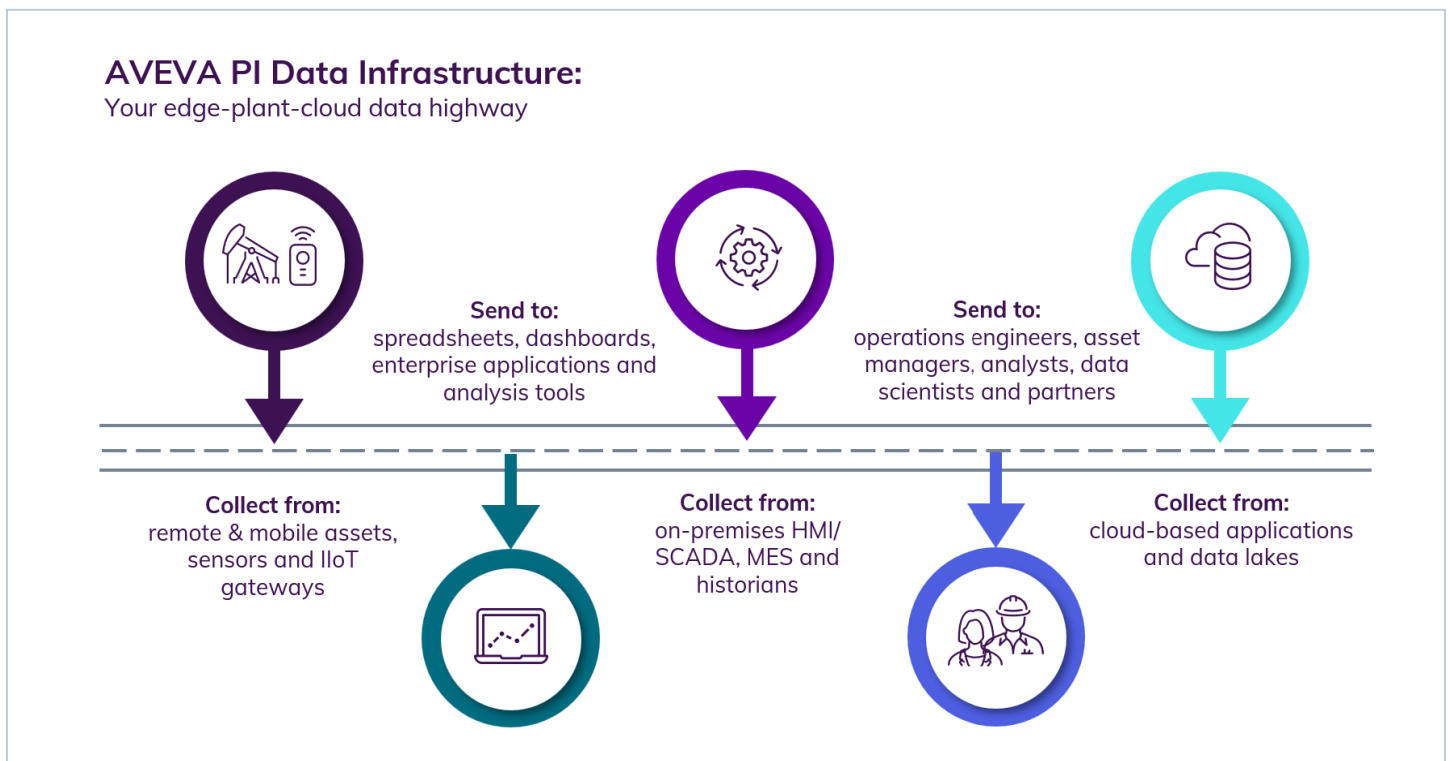 AVEVA PI Data Infrastructure:
Your edge-plant-cloud data highway
Send to:
spreadsheets, dashboards,
enterprise applications and
analysis tools
Send to:
operations engineers, asset
managers, analysts, data
scientists and partners
Collect from:
remote & mobile assets,
sensors and IIoT
gateways
Collect from:
on-premises HMI/
SCADA, MES and
historians
Collect from:
cloud-based applications
and data lakes